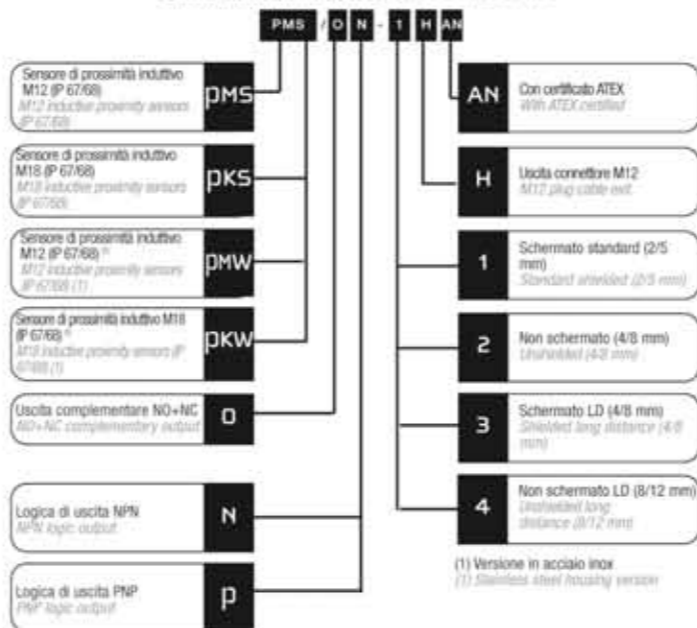 PMS / O N - 1 H AN
Sensore di prossimità induttivo
M12 (IP 67/68)
M12 inductive proximity sensors
(IP 67/68)
PMS
Sensore di prossimità induttivo
M18 (IP 67/68)
M18 inductive proximity sensors
(IP 67/68)
PKS
Sensore di prossimità induttivo
M12 (IP 67/68) (1)
M12 inductive proximity sensors
IP 67/68 (1)
PMW
Sensore di prossimità induttivo M18
(IP 67/68) (1)
M18 inductive proximity sensors (IP
67/68) (1)
PKW
Uscita complementare NO+NC
NO+NC complementary output
O
Logica di uscita NPN
NPN logic output
N
Logica di uscita PNP
PNP logic output
P
AN
Con certificato ATEX
With ATEX certified
H
Uscita connettore M12
M12 plug cable exit
1
Schermato standard (2/5
mm)
Standard shielded (2/5 mm)
2
Non schermato (4/8 mm)
Unshielded (4/8 mm)
3
Schermato LD (4/8 mm)
Shielded long distance (4/8
mm)
4
Non schermato LD (8/12 mm)
Unshielded long
distance (8/12 mm)
(1) Versione in acciaio inox
(1) Stainless steel housing version